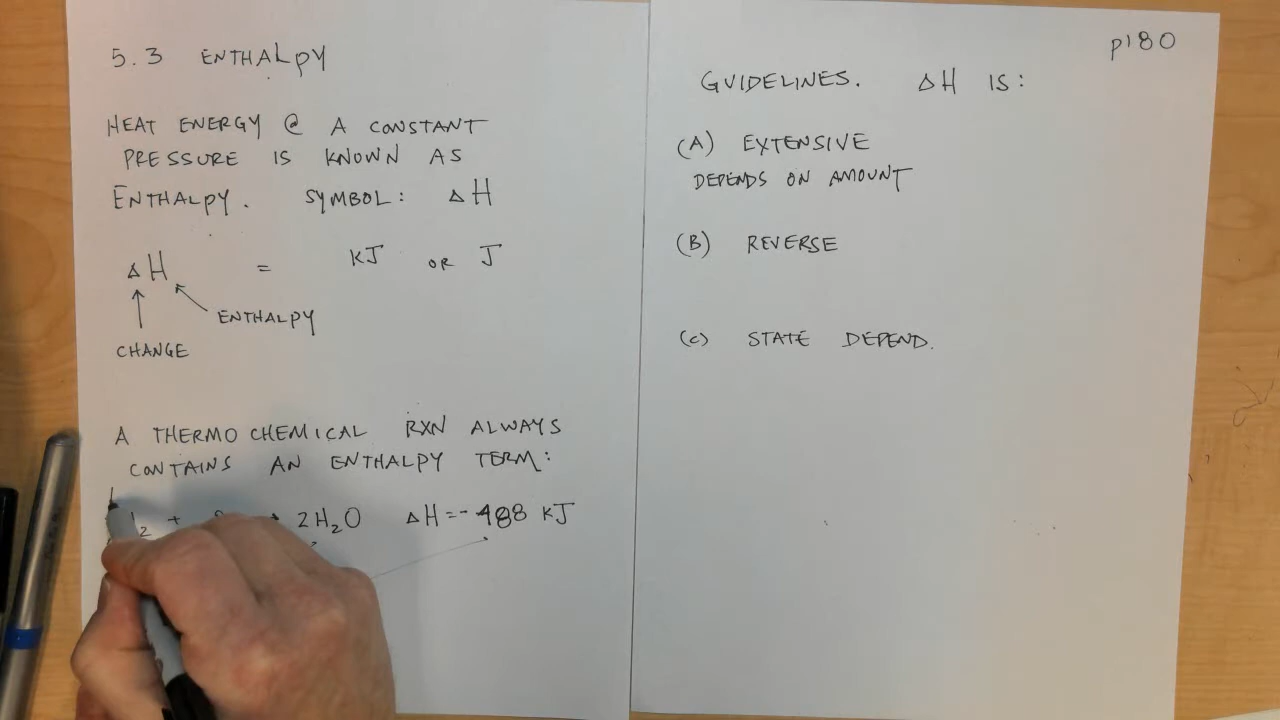 5.3 ENTHALPY
HEAT ENERGY @ A CONSTANT
PRESSURE IS KNOWN AS
ENTHALPY. SYMBOL: ΔH
ΔH = KJ OR J
ENTHALPY
CHANGE
A THERMOCHEMICAL RXN ALWAYS
CONTAINS AN ENTHALPY TERM:
H₂ + 2H₂O ΔH=-488 KJ
p180
GUIDELINES. ΔH IS:
(A) EXTENSIVE
DEPENDS ON AMOUNT
(B) REVERSE
(C) STATE DEPEND.